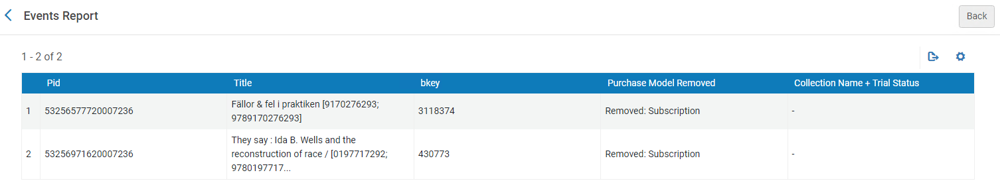 Events Report
Back
1 - 2 of 2
Pid Title bkey Purchase Model Removed Collection Name + Trial Status
1 53256577720007236 Fällor & fel i praktiken [9170276293; 3118374 Removed: Subscription -
9789170276293]
They say : Ida B. Wells and the
2 53256971620007236 reconstruction of race / [0197717292; 430773 Removed: Subscription -
9780197717...